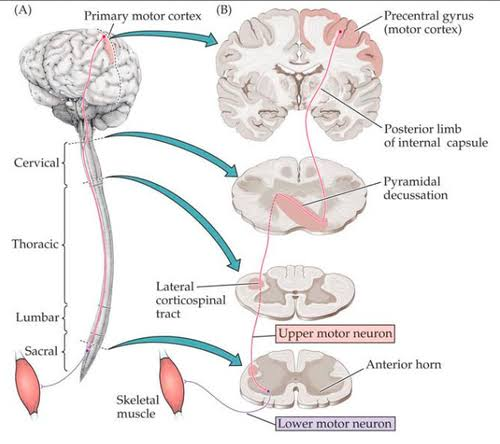 (A)
Primary motor cortex
Cervical
Thoracic
Lumbar
Sacral
(B)
Precentral gyrus
(motor cortex)
Posterior limb
of internal capsule
Pyramidal
decussation
Lateral
corticospinal
tract
Upper motor neuron
Anterior horn
Skeletal
muscle
Lower motor neuron